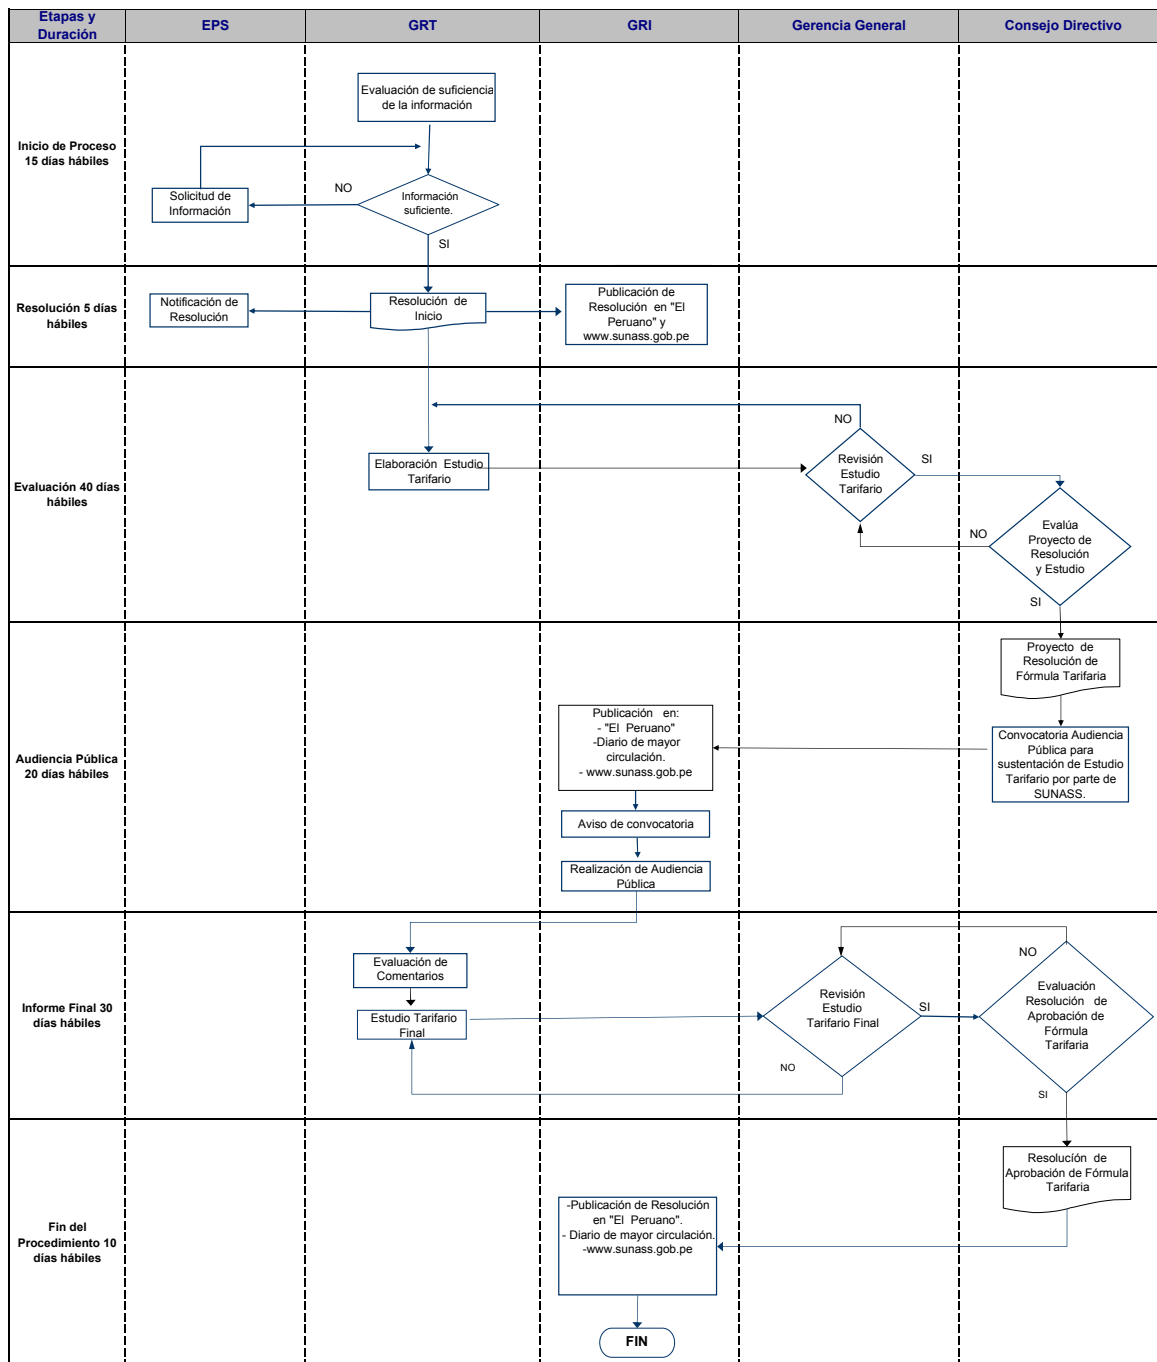 Etapas y
Duración
EPS
GRT
GRI
Gerencia General
Consejo Directivo
Inicio de Proceso
15 días hábiles
Evaluación de suficiencia
de la información
Solicitud de
Información
NO
Información
suficiente.
SI
Resolución 5 días
hábiles
Notificación de
Resolución
Resolución de
Inicio
Publicación de
Resolución en "El
Peruano" y
www.sunass.gob.pe
Evaluación 40 días
hábiles
Elaboración Estudio
Tarifario
NO
Revisión
Estudio
Tarifario
SI
NO
Evalúa
Proyecto de
Resolución
y Estudio
SI
Audiencia Pública
20 días hábiles
Proyecto de
Resolución de
Fórmula Tarifaria
Convocatoria Audiencia
Pública para
sustentación de Estudio
Tarifario por parte de
SUNASS.
Publicación en:
- "El Peruano"
-Diario de mayor
circulación.
- www.sunass.gob.pe
Aviso de convocatoria
Realización de Audiencia
Pública
Informe Final 30
días hábiles
Evaluación de
Comentarios
Estudio Tarifario
Final
Revisión
Estudio
Tarifario Final
SI
NO
NO
Evaluación
Resolución de
Aprobación de
Fórmula
Tarifaria
SI
Fin del
Procedimiento 10
días hábiles
Resolucíón de
Aprobación de Fórmula
Tarifaria
-Publicación de Resolución
en "El Peruano".
- Diario de mayor circulación.
-www.sunass.gob.pe
FIN